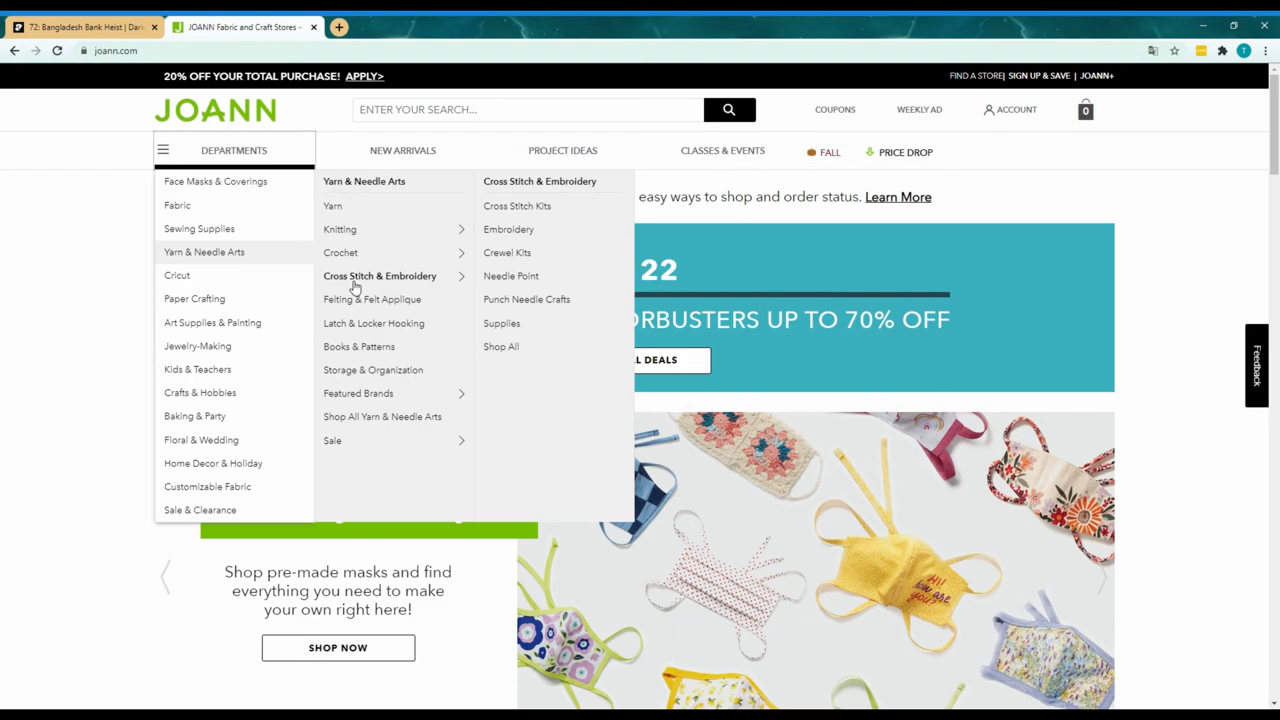 72: Bangladesh Bank Heist | Dark
JOANN Fabric and Craft Stores –
joann.com
T
20% OFF YOUR TOTAL PURCHASE! APPLY>
FIND A STORE| SIGN UP & SAVE | JOANN+
JOANN
ENTER YOUR SEARCH...
COUPONS
WEEKLY AD
ACCOUNT
0
DEPARTMENTS
NEW ARRIVALS
PROJECT IDEAS
CLASSES & EVENTS
FALL
PRICE DROP
Face Masks & Coverings
Fabric
Sewing Supplies
Yarn & Needle Arts
Cricut
Paper Crafting
Art Supplies & Painting
Jewelry-Making
Kids & Teachers
Crafts & Hobbies
Baking & Party
Floral & Wedding
Home Decor & Holiday
Customizable Fabric
Sale & Clearance
Yarn & Needle Arts
Yarn
Knitting
Crochet
Cross Stitch & Embroidery
Felting & Felt Applique
Latch & Locker Hooking
Books & Patterns
Storage & Organization
Featured Brands
Shop All Yarn & Needle Arts
Sale
Cross Stitch & Embroidery
Cross Stitch Kits
Embroidery
Crewel Kits
Needle Point
Punch Needle Crafts
Supplies
Shop All
easy ways to shop and order status. Learn More
22
ORBUSTERS UP TO 70% OFF
L DEALS
Feedback
Shop pre-made masks and find
everything you need to make
your own right here!
SHOP NOW
Hi!
how are
you?